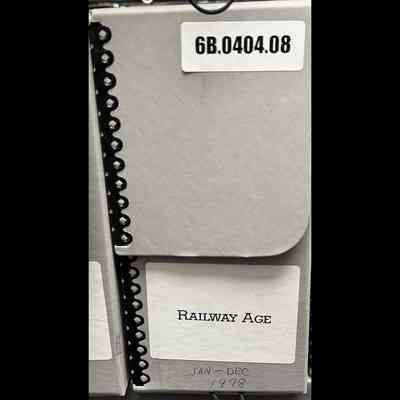 6B.0404.08
RAILWAY AGE
JAN - DEC
1978